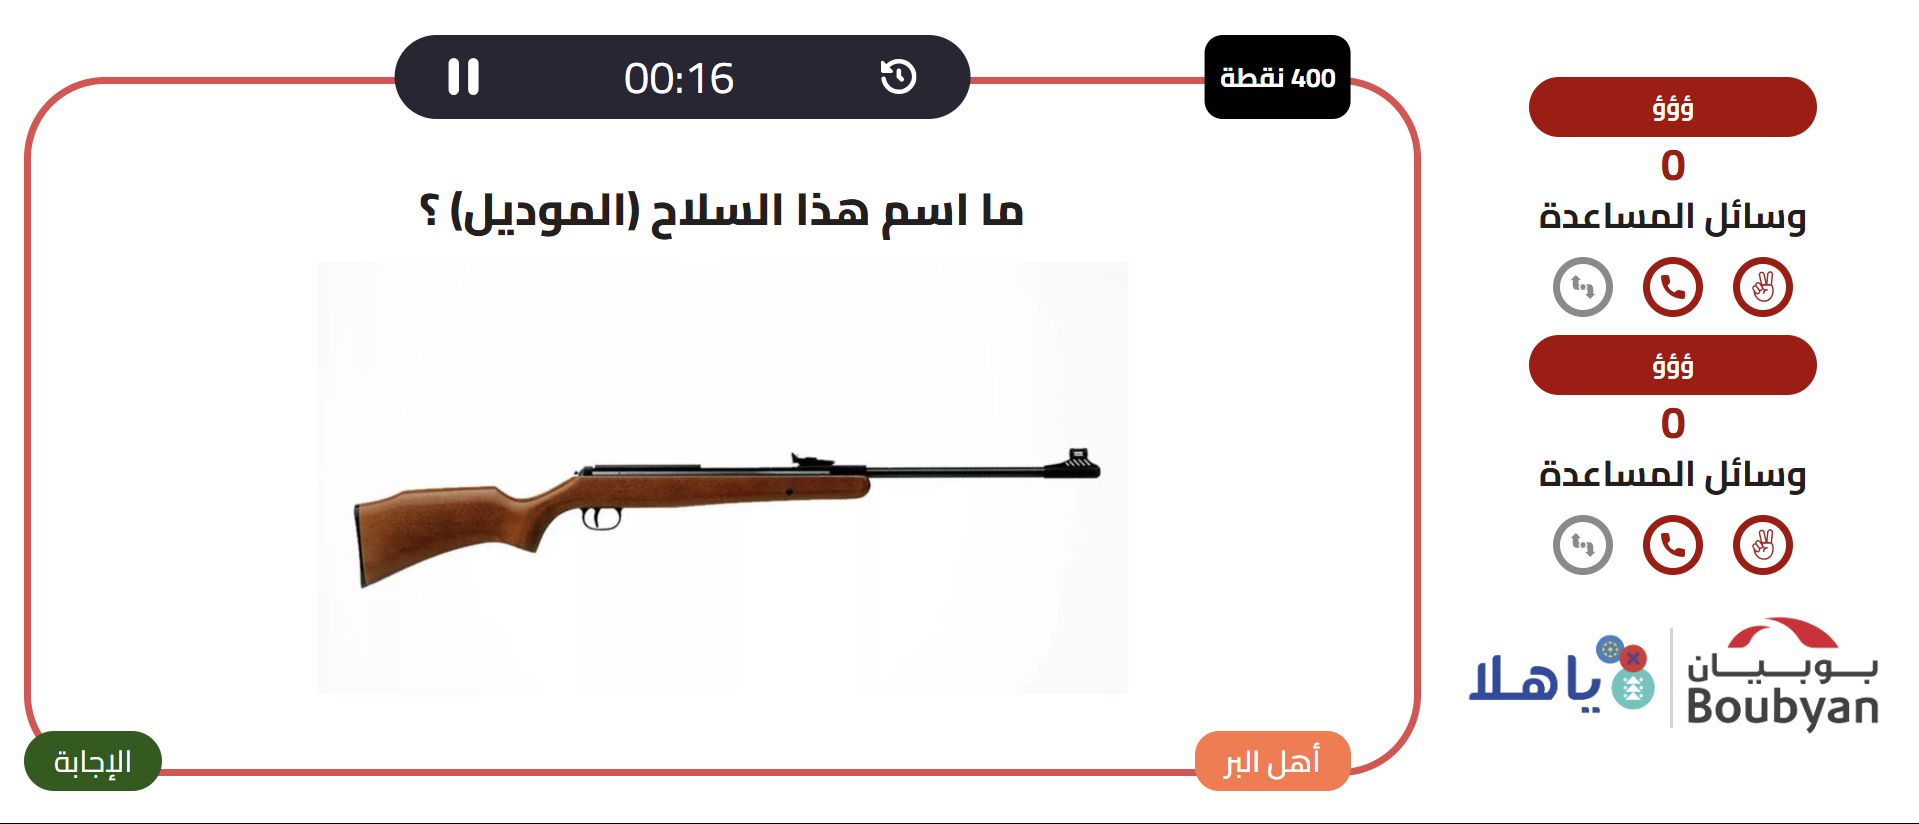 400 نقطة
00:16
ما اسم هذا السلاح (الموديل) ؟
أهل البر
الإجابة
ؤؤؤ
0
وسائل المساعدة
ؤؤؤ
0
وسائل المساعدة
بوبيان
Boubyan
ياهلا